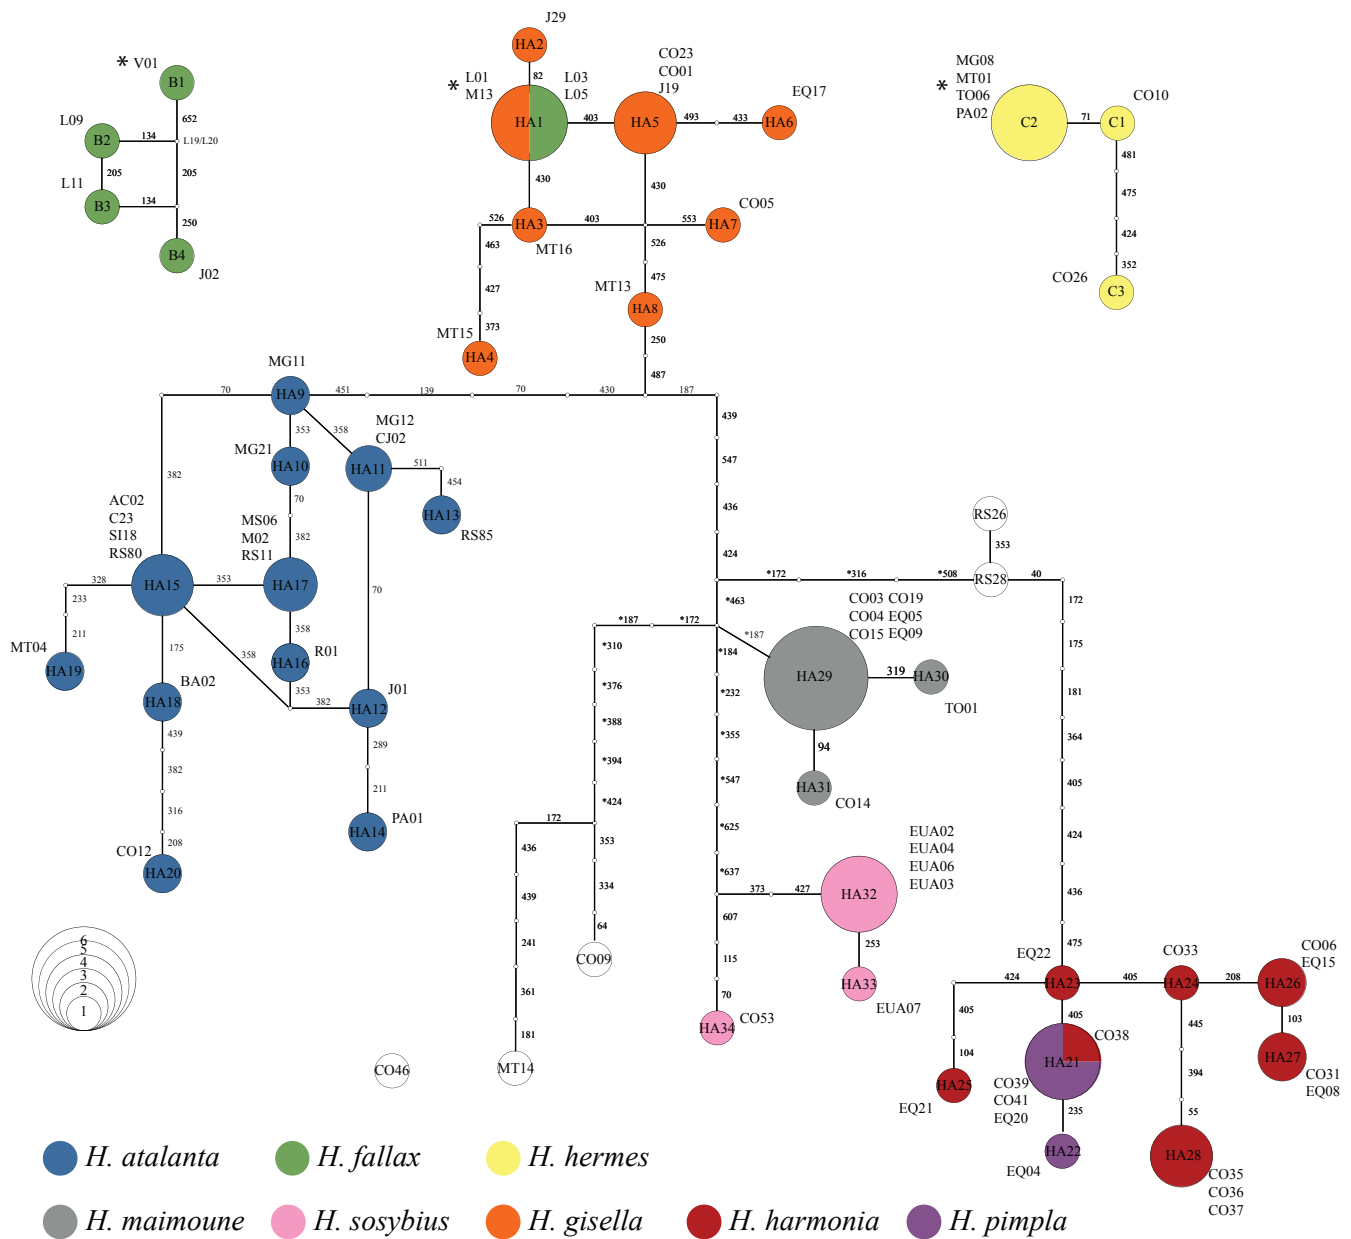 * V01
B1
652
L09
B2
134
L19/L20
205
205
L11
B3
134
250
B4
J02
J29
HA2
82
* L01
M13
L03
L05
HA1
403
CO23
CO01
J19
HA5
493
433
EQ17
HA6
430
430
526
HA3
403
553
CO05
HA7
MT16
463
427
373
MT15
HA4
526
475
MT13
HA8
250
487
*
MG08
MT01
TO06
PA02
C2
71
CO10
C1
481
475
424
352
CO26
C3
MG11
70
HA9
451
139
70
430
187
353
358
MG21
HA10
MG12
CJ02
HA11
511
454
HA13
RS85
382
70
382
AC02
C23
SI18
RS80
MS06
M02
RS11
HA15
353
HA17
70
328
233
211
MT04
HA19
175
358
358
R01
HA16
353
382
J01
HA12
BA02
HA18
439
382
316
208
CO12
HA20
289
211
PA01
HA14
439
547
436
424
*172
*316
*508
RS26
353
RS28
40
*463
*187
*172
*187
*184
CO03 CO19
CO04 EQ05
CO15 EQ09
HA29
319
HA30
TO01
94
HA31
CO14
*310
*376
*388
*394
*424
172
436
439
241
361
181
MT14
353
334
64
CO09
*232
*355
*547
*625
*637
373
427
EUA02
EUA04
EUA06
EUA03
HA32
253
HA33
EUA07
607
115
70
HA34
CO53
172
175
181
364
405
424
436
475
EQ22
424
HA23
405
CO33
HA24
208
CO06
EQ15
HA26
103
HA27
CO31
EQ08
405
104
HA25
EQ21
405
CO38
HA21
CO39
CO41
EQ20
235
HA22
EQ04
445
394
55
HA28
CO35
CO36
CO37
6
5
4
3
2
1
CO46
H. atalanta
H. fallax
H. hermes
H. maimoune
H. sosybius
H. gisella
H. harmonia
H. pimpla